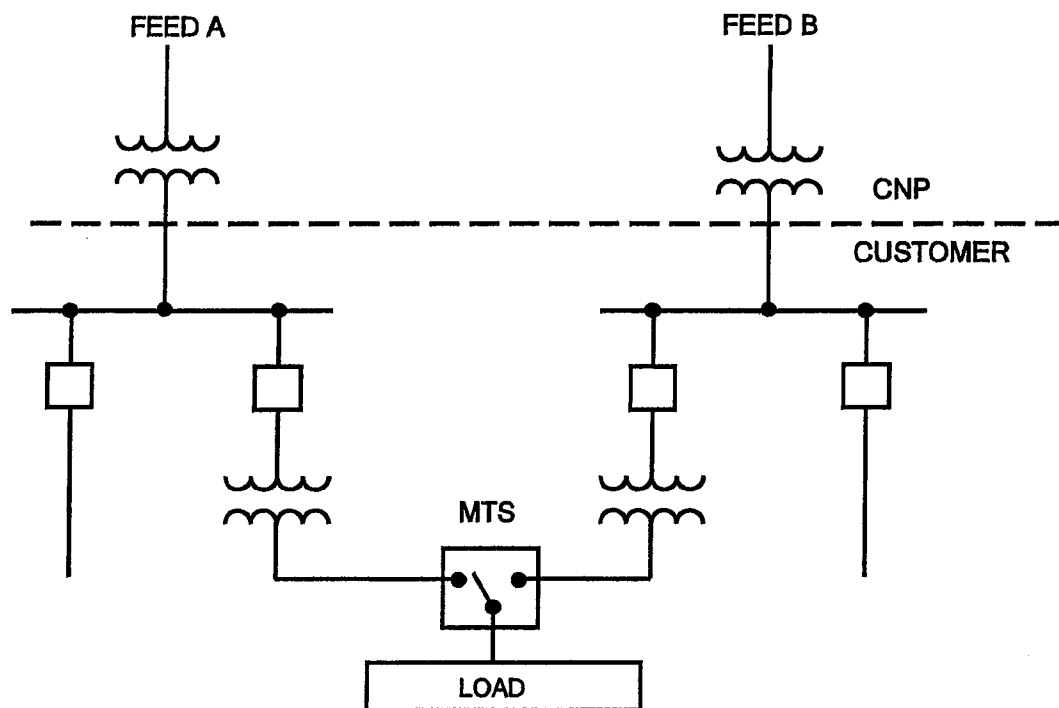 FEED A
FEED B
CNP
CUSTOMER
MTS
LOAD